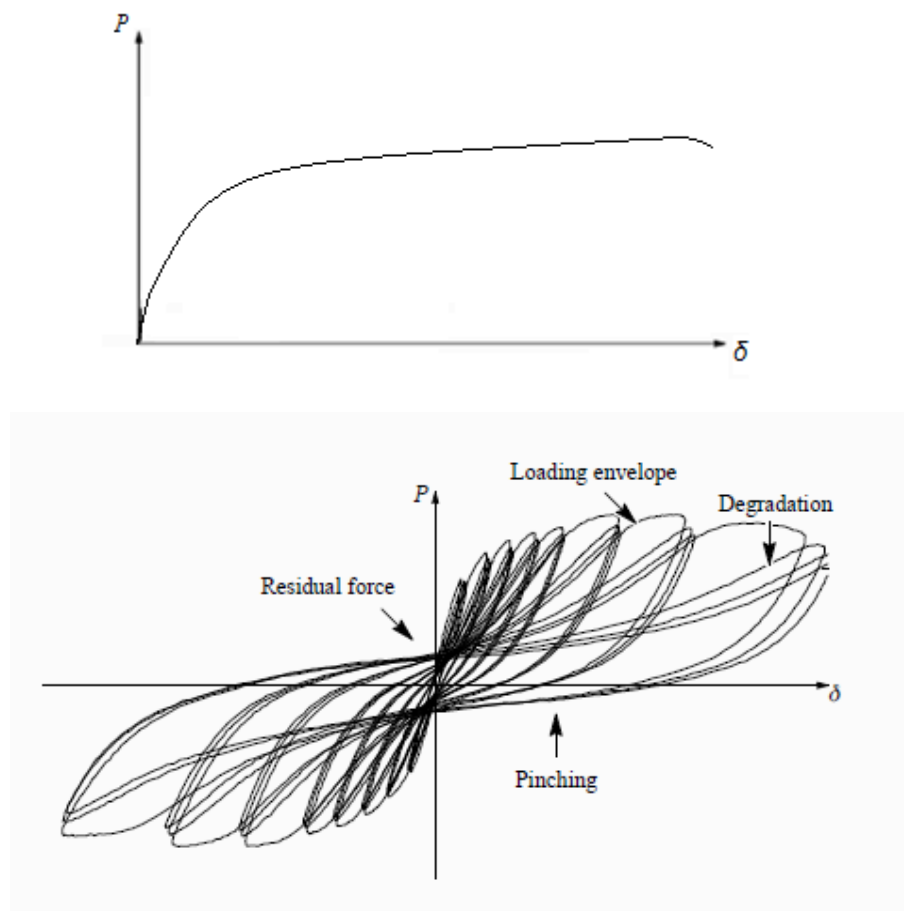 P
δ
Loading envelope
P
Degradation
Residual force
δ
Pinching